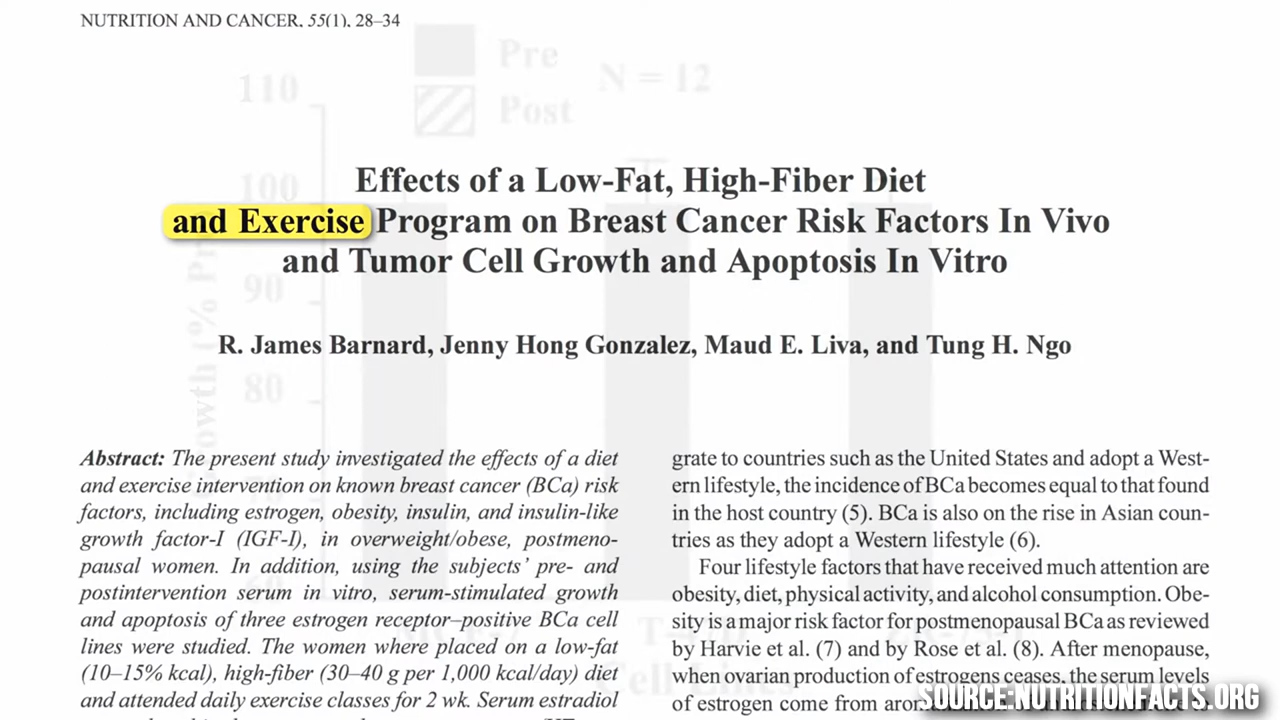 NUTRITION AND CANCER, 55(1), 28–34
Pre
N = 12
Post
110
100
90
80
Effects of a Low-Fat, High-Fiber Diet
and Exercise Program on Breast Cancer Risk Factors In Vivo
and Tumor Cell Growth and Apoptosis In Vitro
R. James Barnard, Jenny Hong Gonzalez, Maud E. Liva, and Tung H. Ngo
Abstract: The present study investigated the effects of a diet
and exercise intervention on known breast cancer (BCa) risk
factors, including estrogen, obesity, insulin, and insulin-like
growth factor-I (IGF-I), in overweight/obese, postmeno-
pausal women. In addition, using the subjects’ pre- and
postintervention serum in vitro, serum-stimulated growth
and apoptosis of three estrogen receptor–positive BCa cell
lines were studied. The women where placed on a low-fat
(10–15% kcal), high-fiber (30–40 g per 1,000 kcal/day) diet
and attended daily exercise classes for 2 wk. Serum estradiol
grate to countries such as the United States and adopt a West-
ern lifestyle, the incidence of BCa becomes equal to that found
in the host country (5). BCa is also on the rise in Asian coun-
tries as they adopt a Western lifestyle (6).
Four lifestyle factors that have received much attention are
obesity, diet, physical activity, and alcohol consumption. Obe-
sity is a major risk factor for postmenopausal BCa as reviewed
by Harvie et al. (7) and by Rose et al. (8). After menopause,
when ovarian production of estrogens ceases, the serum levels
of estrogen come from
Cell Lines
SOURCE:NUTRITIONFACTS.ORG